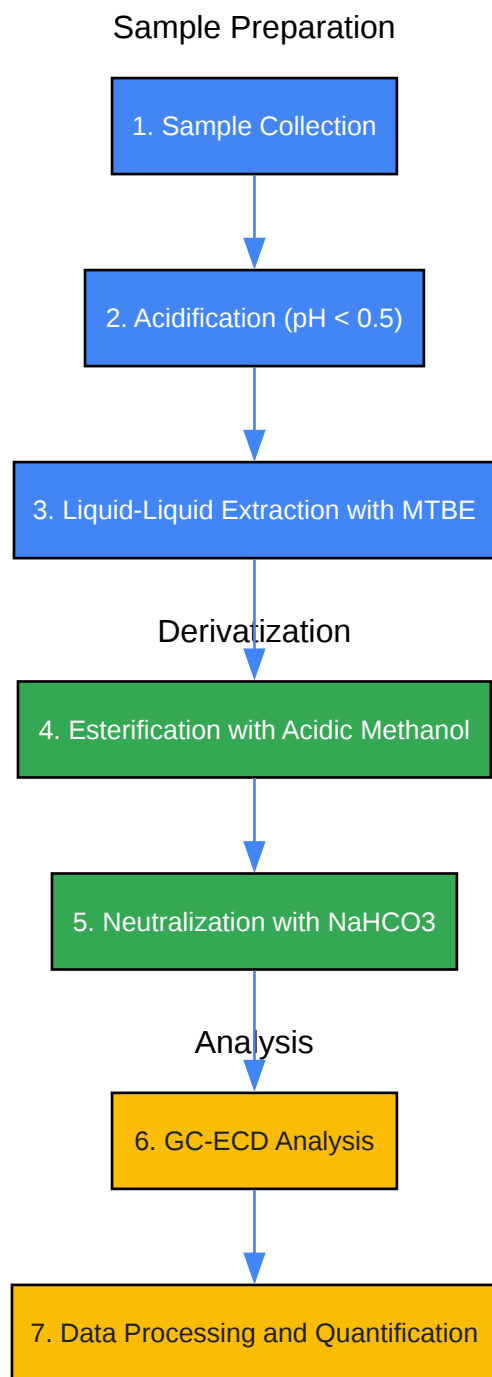 Sample Preparation
1. Sample Collection
2. Acidification (pH < 0.5)
3. Liquid-Liquid Extraction with MTBE
Derivatization
4. Esterification with Acidic Methanol
5. Neutralization with NaHCO3
Analysis
6. GC-ECD Analysis
7. Data Processing and Quantification